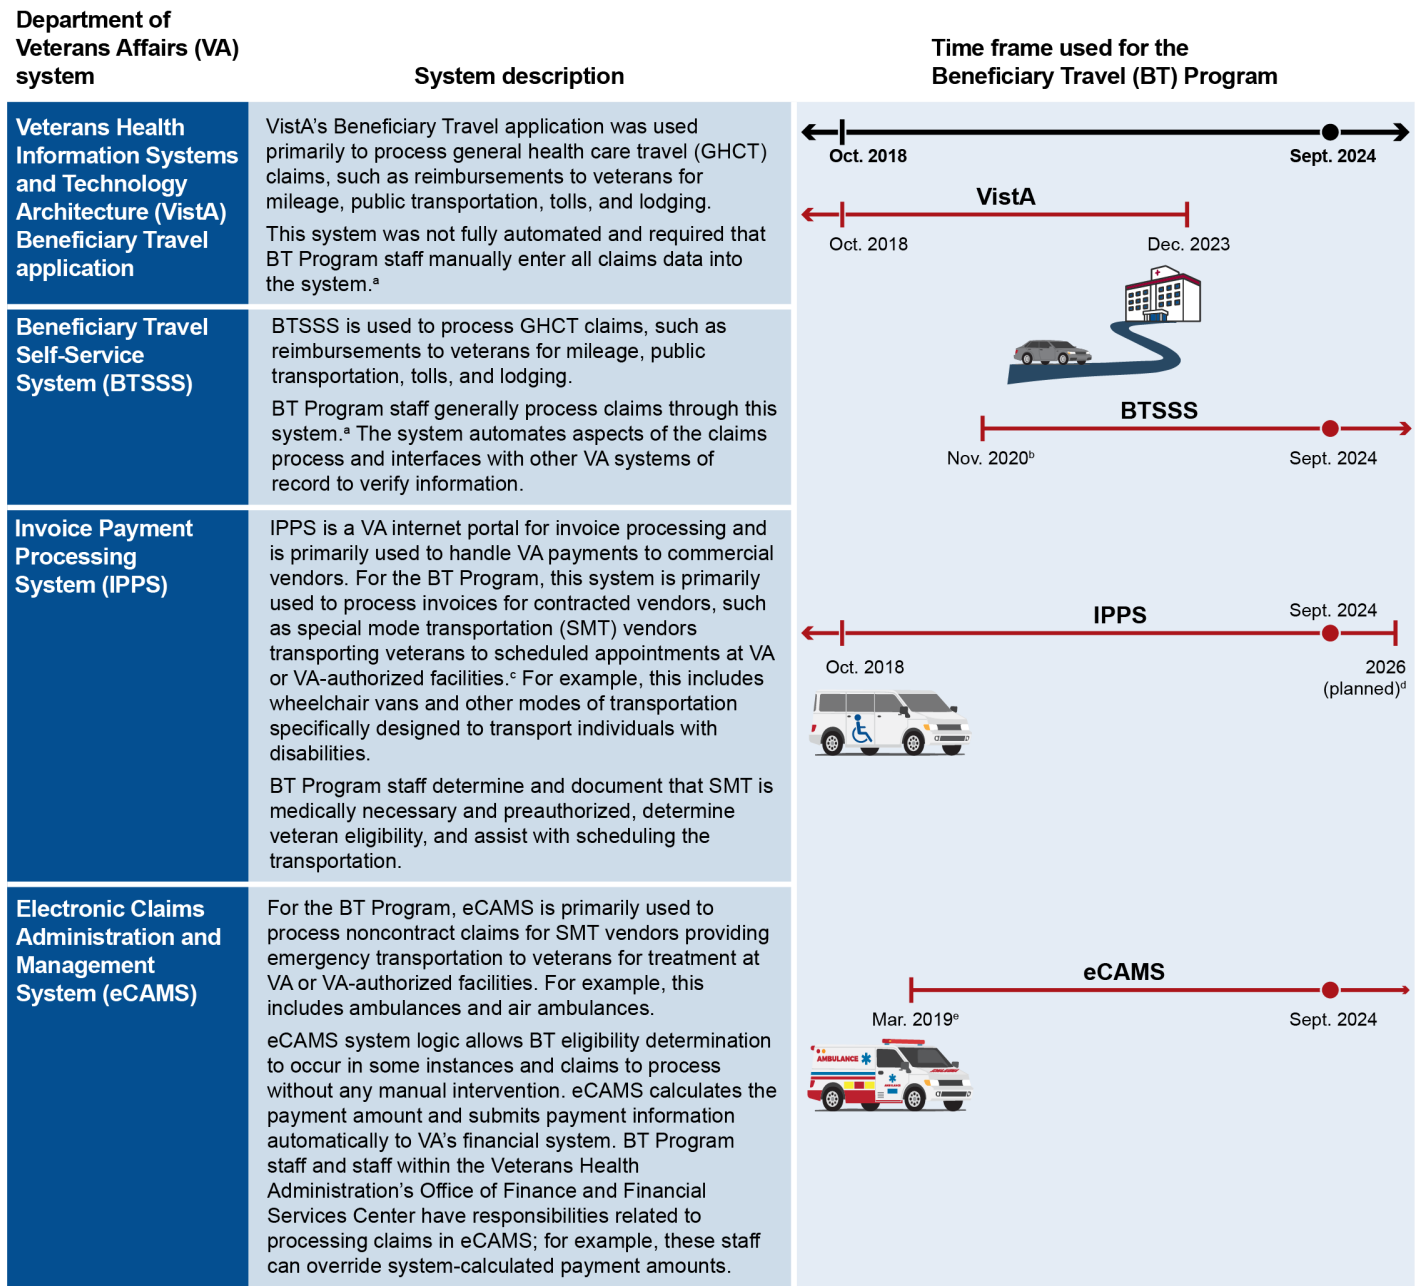 Department of
Veterans Affairs (VA)
system
System description
Time frame used for the
Beneficiary Travel (BT) Program
Veterans Health
Information Systems
and Technology
Architecture (VistA)
Beneficiary Travel
application
VistA's Beneficiary Travel application was used
primarily to process general health care travel (GHCT)
claims, such as reimbursements to veterans for
mileage, public transportation, tolls, and lodging.
This system was not fully automated and required that
BT Program staff manually enter all claims data into
the system.ᵃ
Oct. 2018
Sept. 2024
VistA
Oct. 2018
Dec. 2023
Beneficiary Travel
Self-Service
System (BTSSS)
BTSSS is used to process GHCT claims, such as
reimbursements to veterans for mileage, public
transportation, tolls, and lodging.
BT Program staff generally process claims through this
system.ᵃ The system automates aspects of the claims
process and interfaces with other VA systems of
record to verify information.
BTSSS
Nov. 2020ᵇ
Sept. 2024
Invoice Payment
Processing
System (IPPS)
IPPS is a VA internet portal for invoice processing and
is primarily used to handle VA payments to commercial
vendors. For the BT Program, this system is primarily
used to process invoices for contracted vendors, such
as special mode transportation (SMT) vendors
transporting veterans to scheduled appointments at VA
or VA-authorized facilities.ᶜ For example, this includes
wheelchair vans and other modes of transportation
specifically designed to transport individuals with
disabilities.
BT Program staff determine and document that SMT is
medically necessary and preauthorized, determine
veteran eligibility, and assist with scheduling the
transportation.
IPPS
Sept. 2024
Oct. 2018
2026
(planned)ᵈ
Electronic Claims
Administration and
Management
System (eCAMS)
For the BT Program, eCAMS is primarily used to
process noncontract claims for SMT vendors providing
emergency transportation to veterans for treatment at
VA or VA-authorized facilities. For example, this
includes ambulances and air ambulances.
eCAMS system logic allows BT eligibility determination
to occur in some instances and claims to process
without any manual intervention. eCAMS calculates the
payment amount and submits payment information
automatically to VA's financial system. BT Program
staff and staff within the Veterans Health
Administration's Office of Finance and Financial
Services Center have responsibilities related to
processing claims in eCAMS; for example, these staff
can override system-calculated payment amounts.
eCAMS
Mar. 2019ᵉ
Sept. 2024
AMBULANCE